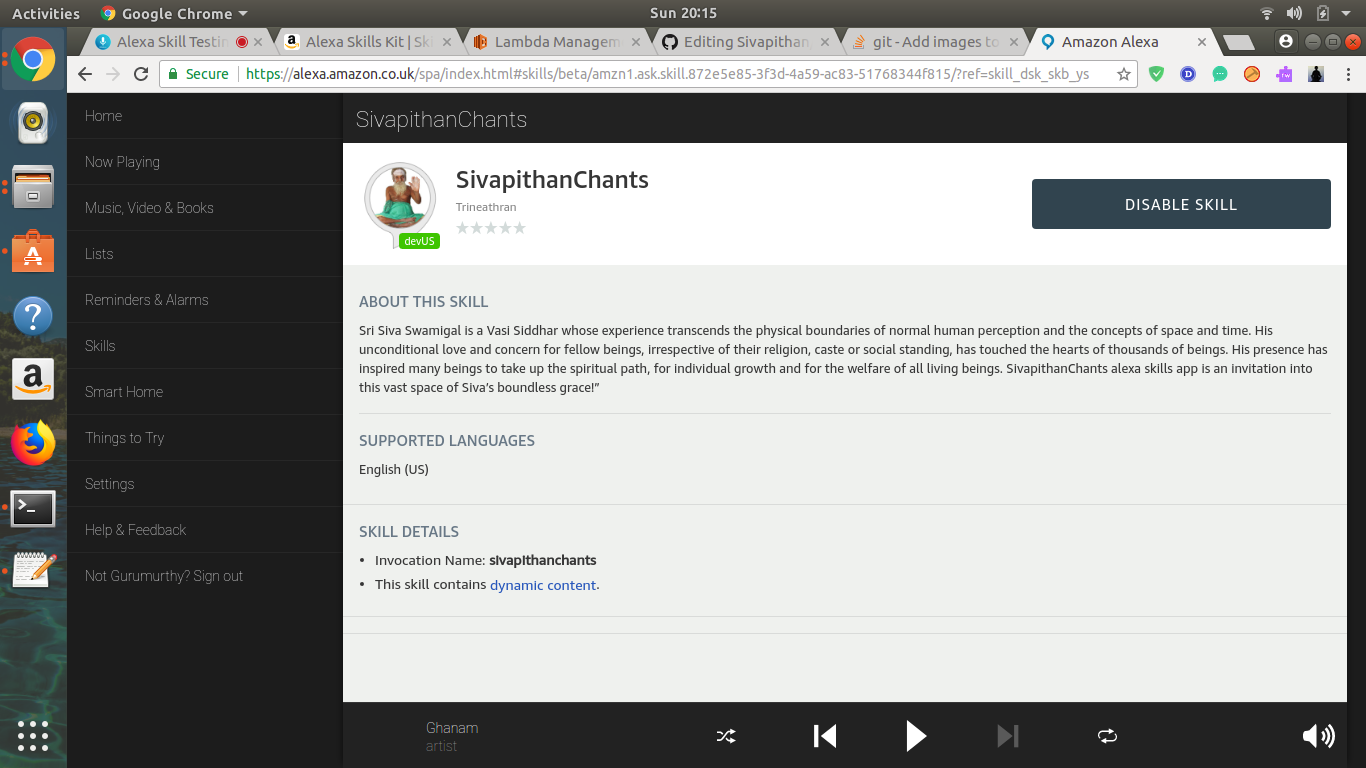 Activities
Google Chrome
Sun 20:15
Alexa Skill Testin
Alexa Skills Kit | Ski
Lambda Managem
Editing Sivapithan
git - Add images to
Amazon Alexa
Secure
https://alexa.amazon.co.uk/spa/index.html#skills/beta/amzn1.ask.skill.872e5e85-3f3d-4a59-ac83-51768344f815/?ref=skill_dsk_skb_ys
Home
Now Playing
Music, Video & Books
Lists
Reminders & Alarms
Skills
Smart Home
Things to Try
Settings
Help & Feedback
Not Gurumurthy? Sign out
SivapithanChants
SivapithanChants
Trineathran
devUS
DISABLE SKILL
ABOUT THIS SKILL
Sri Siva Swamigal is a Vasi Siddhar whose experience transcends the physical boundaries of normal human perception and the concepts of space and time. His
unconditional love and concern for fellow beings, irrespective of their religion, caste or social standing, has touched the hearts of thousands of beings. His presence has
inspired many beings to take up the spiritual path, for individual growth and for the welfare of all living beings. SivapithanChants alexa skills app is an invitation into
this vast space of Siva’s boundless grace!”
SUPPORTED LANGUAGES
English (US)
SKILL DETAILS
• Invocation Name: sivapithanchants
• This skill contains dynamic content.
Ghanam
artist